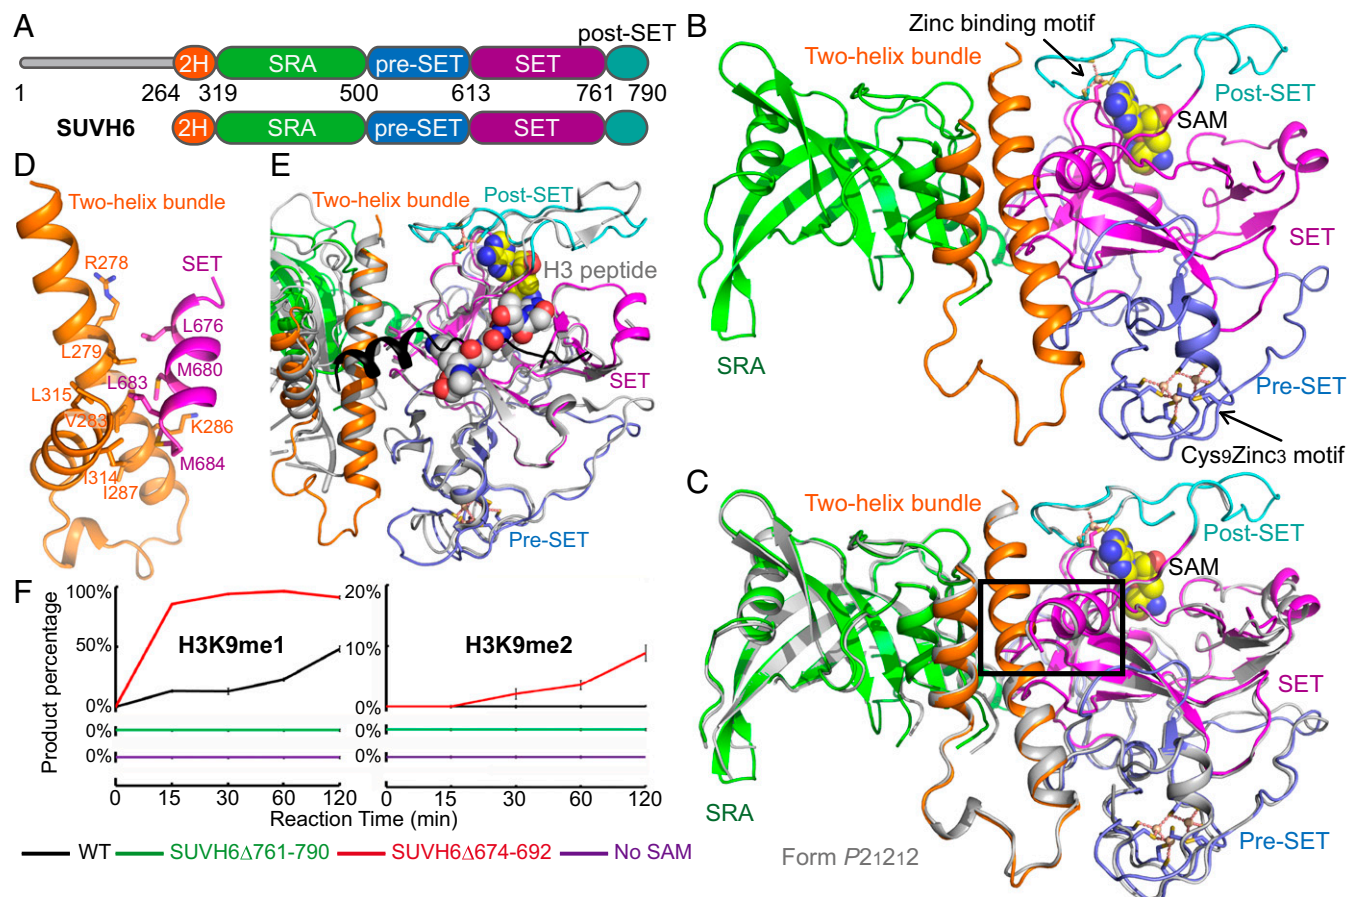 A
post-SET
2H SRA pre-SET SET
1 264 319 500 613 761 790
SUVH6
2H SRA pre-SET SET
B
Zinc binding motif
Two-helix bundle
Post-SET
SAM
SET
SRA
Pre-SET
Cys9Zinc3 motif
D
Two-helix bundle
R278
SET
L676
L279
M680
L683
L315
V283
K286
M684
I314
I287
E
Two-helix bundle
Post-SET
H3 peptide
SET
Pre-SET
C
Two-helix bundle
Post-SET
SAM
SET
SRA
Pre-SET
Form P21212
F
Product percentage
100%
50%
0%
0%
0%
H3K9me1
20%
10%
0%
0%
0%
H3K9me2
0 15 30 60 120
0 15 30 60 120
Reaction Time (min)
WT SUVH6Δ761-790 SUVH6Δ674-692 No SAM